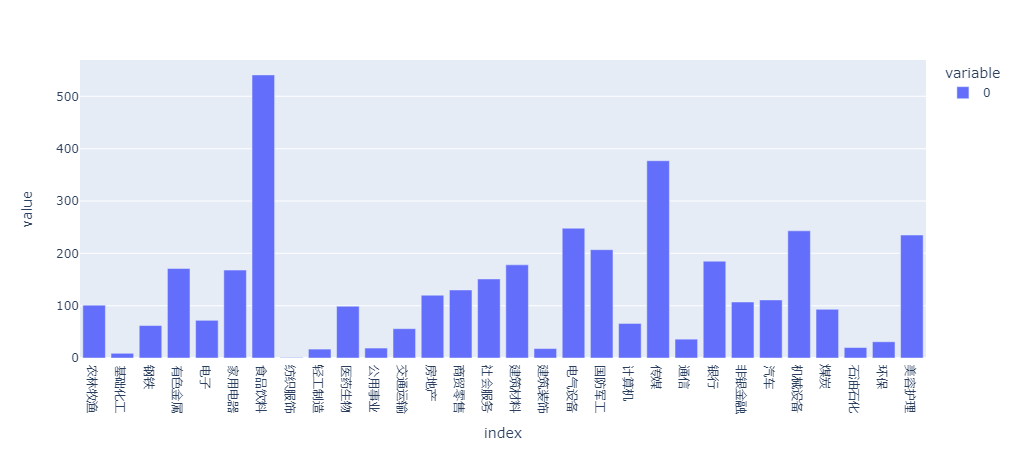 variable
0
500
400
300
200
100
0
value
农林牧渔
基础化工
钢铁
有色金属
电子
家用电器
食品饮料
纺织服饰
轻工制造
医药生物
公用事业
交通运输
房地产
商贸零售
社会服务
建筑材料
建筑装饰
电气设备
国防军工
计算机
传媒
通信
银行
非银金融
汽车
机械设备
煤炭
石油石化
环保
美容护理
index